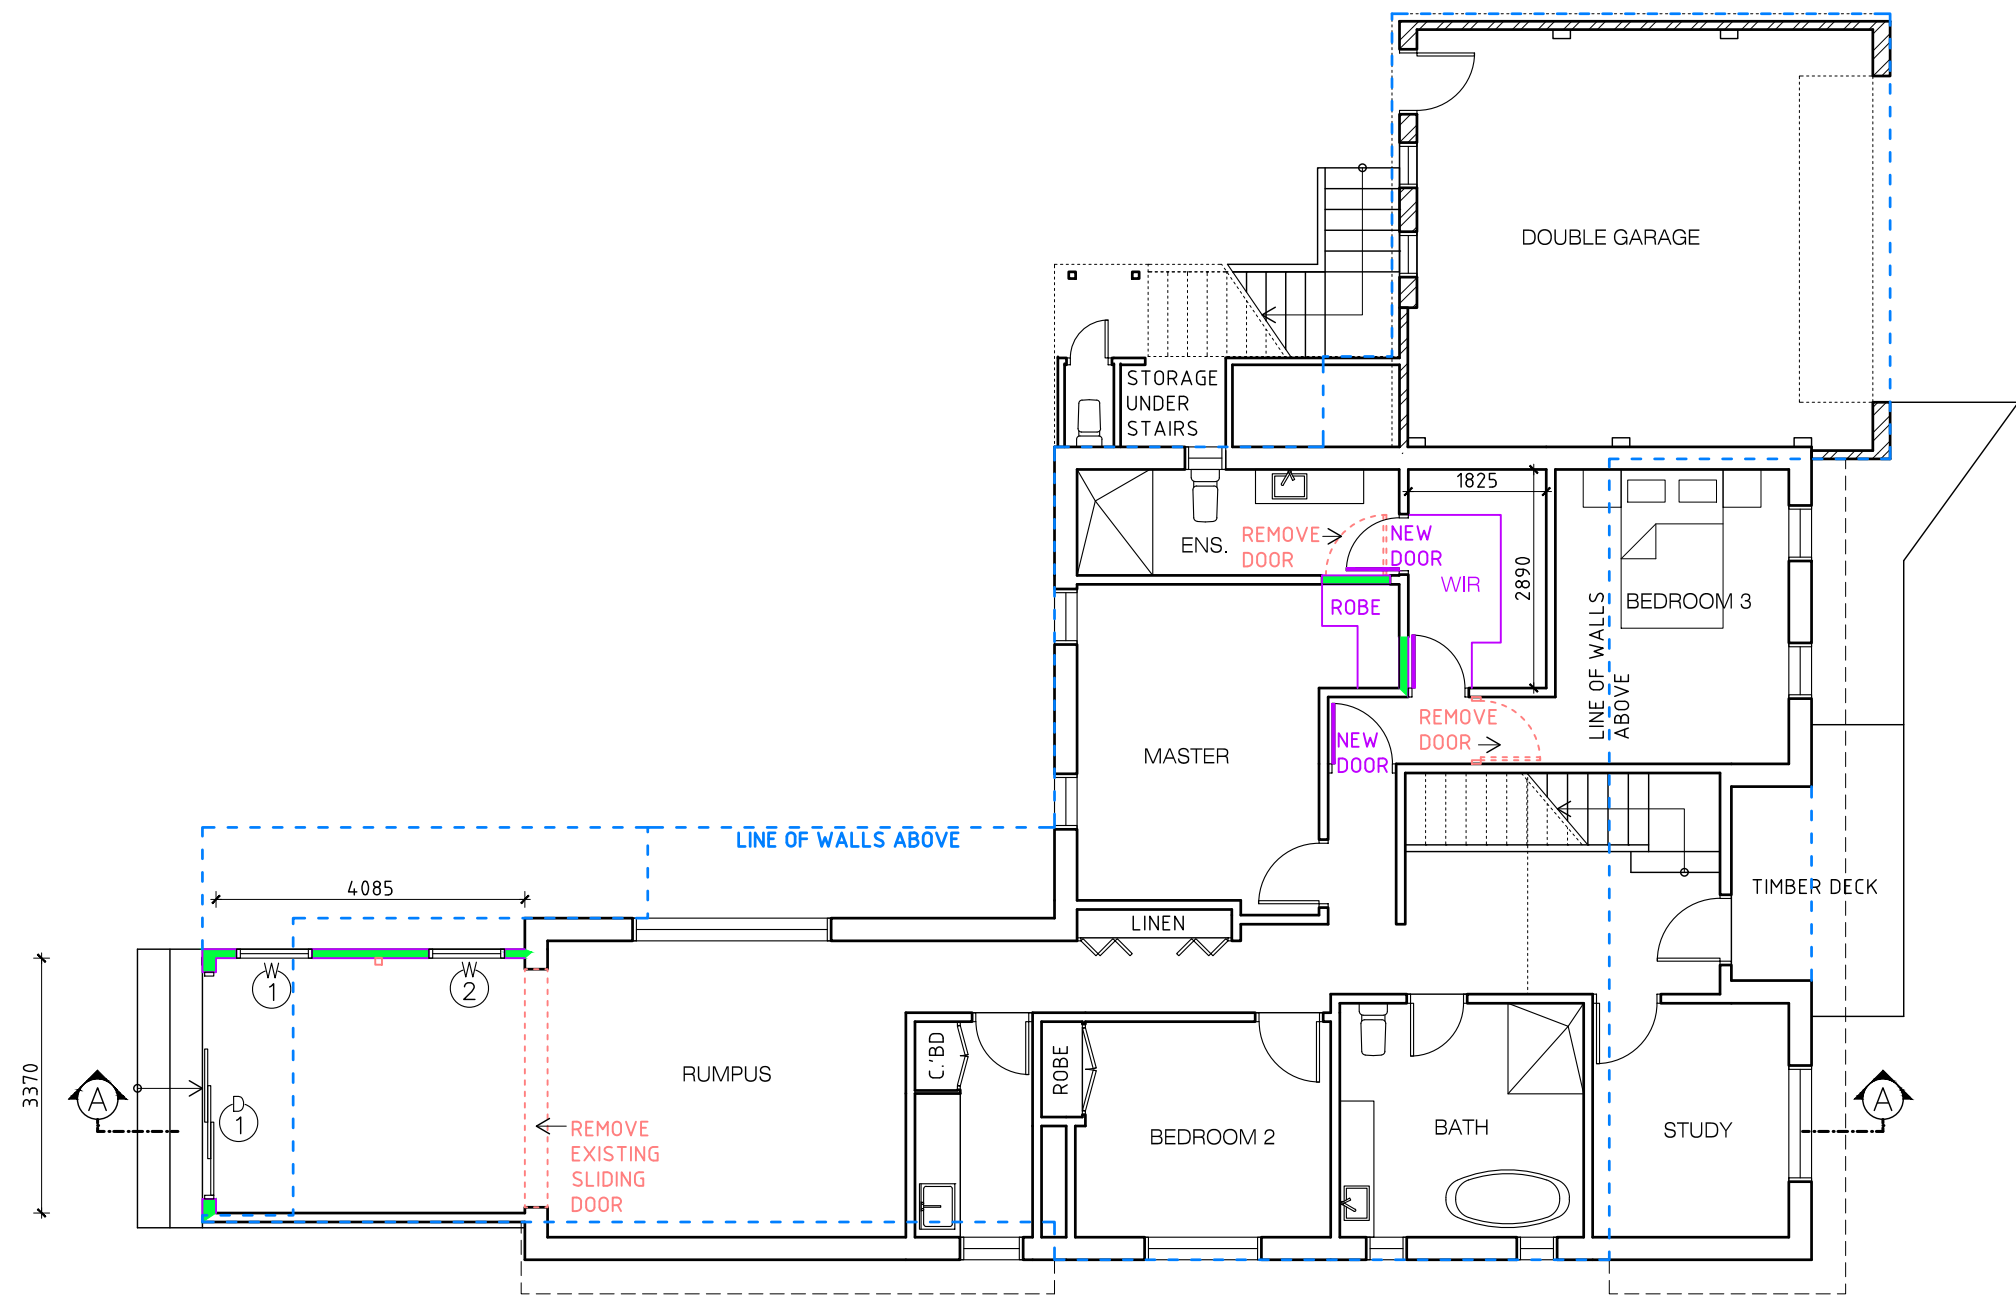 DOUBLE GARAGE
STORAGE
UNDER
STAIRS
1825
REMOVE
DOOR
NEW
DOOR
ENS.
WIR
2890
ROBE
BEDROOM 3
LINE OF WALLS
ABOVE
REMOVE
DOOR
NEW
DOOR
MASTER
LINE OF WALLS ABOVE
4085
TIMBER DECK
LINEN
W
1
W
2
3370
A
D
1
RUMPUS
C.'BD
ROBE
REMOVE
EXISTING
SLIDING
DOOR
BEDROOM 2
BATH
STUDY
A